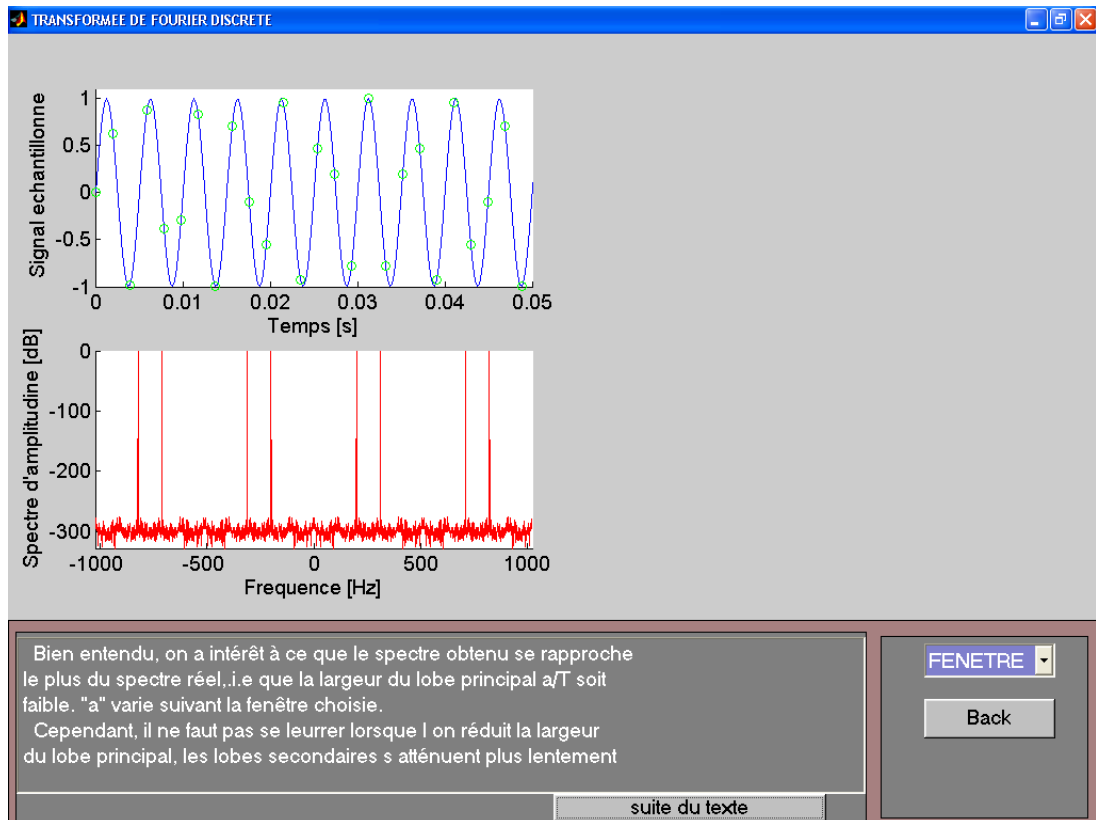 TRANSFORMEE DE FOURIER DISCRETE
Signal echantillonne
1
0.5
0
-0.5
-1
0 0.01 0.02 0.03 0.04 0.05
Temps [s]
Spectre d'amplitudine [dB]
0
-100
-200
-300
-1000 -500 0 500 1000
Frequence [Hz]
Bien entendu, on a intérêt à ce que le spectre obtenu se rapproche
le plus du spectre réel,.i.e que la largeur du lobe principal a/T soit
faible. "a" varie suivant la fenêtre choisie.
Cependant, il ne faut pas se leurrer lorsque l on réduit la largeur
du lobe principal, les lobes secondaires s atténuent plus lentement
suite du texte
FENETRE
Back